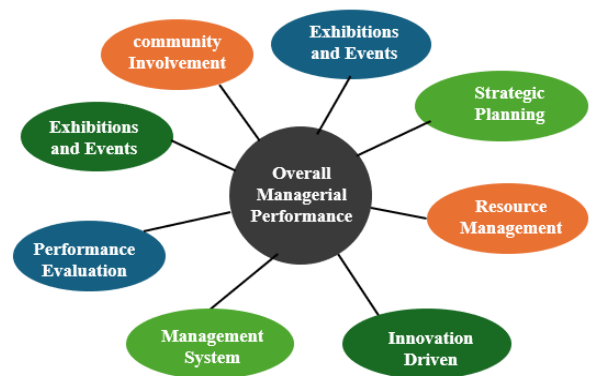 Exhibitions
and Events
community
Involvement
Strategic
Planning
Exhibitions
and Events
Overall
Managerial
Performance
Resource
Management
Performance
Evaluation
Management
System
Innovation
Driven